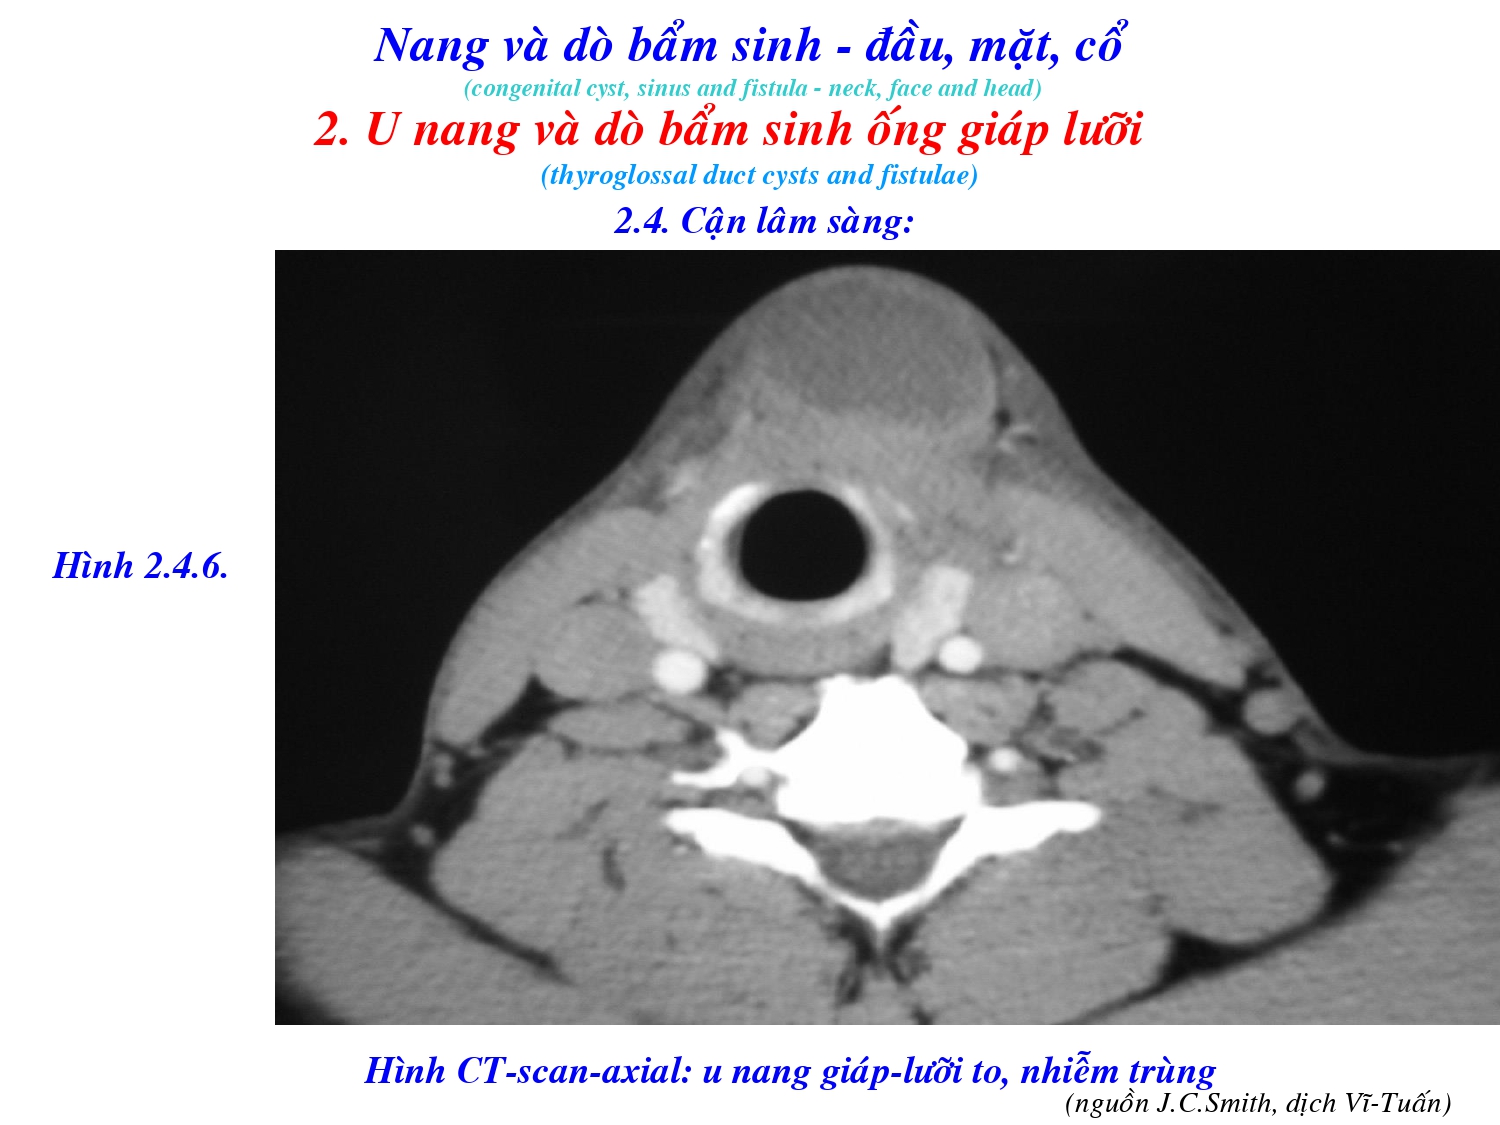 Nang và dò bẩm sinh - đầu, mặt, cổ
(congenital cyst, sinus and fistula - neck, face and head)
2. U nang và dò bẩm sinh ống giáp lưỡi
(thyroglossal duct cysts and fistulae)
2.4. Cận lâm sàng:
Hình 2.4.6.
Hình CT-scan-axial: u nang giáp-lưỡi to, nhiễm trùng
(nguồn J.C.Smith, dịch Vĩ-Tuấn)